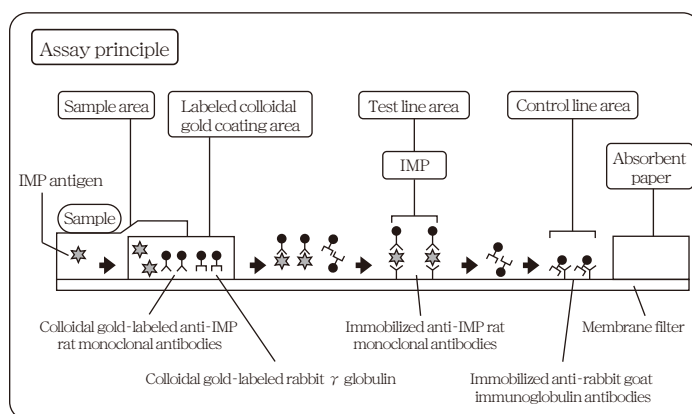 Assay principle
Sample area
Labeled colloidal
gold coating area
Test line area
Control line area
IMP
Absorbent
paper
IMP antigen
Sample
Colloidal gold-labeled anti-IMP
rat monoclonal antibodies
Immobilized anti-IMP rat
monoclonal antibodies
Membrane filter
Colloidal gold-labeled rabbit γ globulin
Immobilized anti-rabbit goat
immunoglobulin antibodies